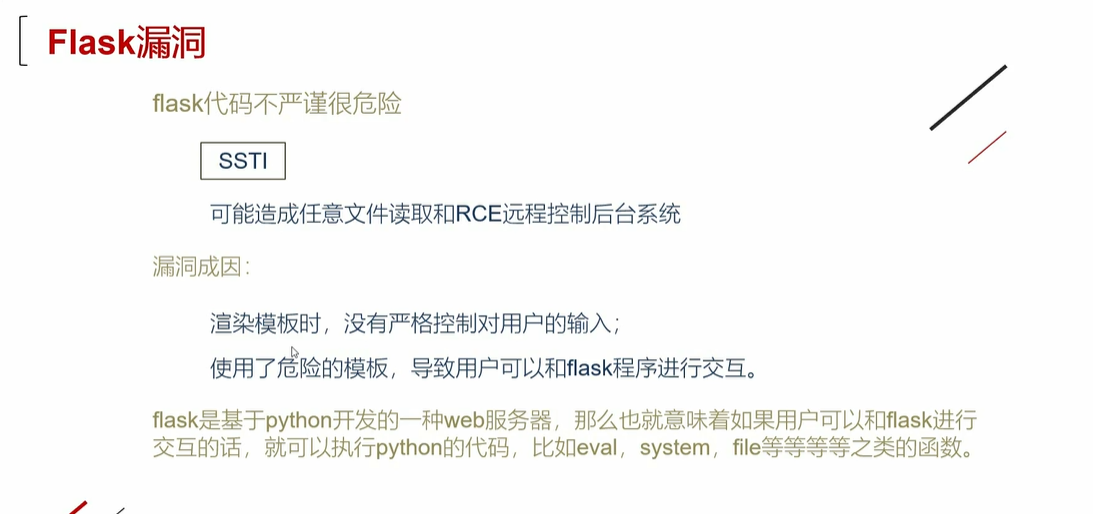 Flask漏洞
flask代码不严谨很危险
SSTI
可能造成任意文件读取和RCE远程控制后台系统
漏洞成因：
渲染模板时，没有严格控制对用户的输入；
使用了危险的模板，导致用户可以和flask程序进行交互。
flask是基于python开发的一种web服务器，那么也就意味着如果用户可以和flask进行
交互的话，就可以执行python的代码，比如eval，system，file等等等等之类的函数。